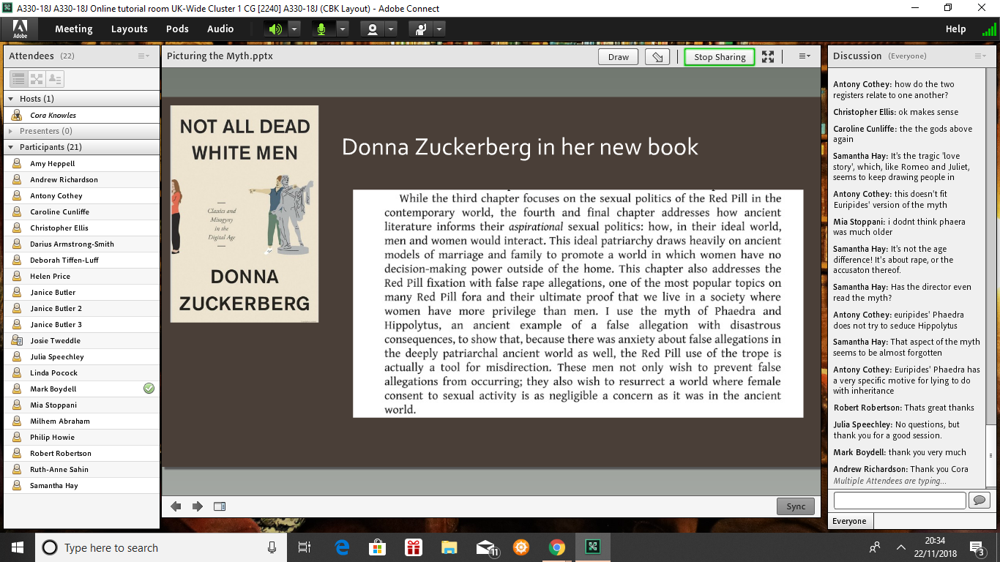 A330-18J A330-18J Online tutorial room UK-Wide Cluster 1 CG [2240] A330-18J (CBK Layout) - Adobe Connect
Adobe
Meeting
Layouts
Pods
Audio
Help
Attendees (22)
Hosts (1)
Cora Knowles
Presenters (0)
Participants (21)
Amy Heppell
Andrew Richardson
Antony Cothey
Caroline Cunliffe
Christopher Ellis
Darius Armstrong-Smith
Deborah Tiffen-Luff
Helen Price
Janice Butler
Janice Butler 2
Janice Butler 3
Josie Tweddle
Julia Speechley
Linda Pocock
Mark Boydell
Mia Stoppani
Milhem Abraham
Philip Howie
Robert Robertson
Ruth-Anne Sahin
Samantha Hay
Picturing the Myth.pptx
Draw
Stop Sharing
NOT ALL DEAD
WHITE MEN
Classics and
Misogyny
in the
Digital Age
DONNA
ZUCKERBERG
Donna Zuckerberg in her new book
While the third chapter focuses on the sexual politics of the Red Pill in the
contemporary world, the fourth and final chapter addresses how ancient
literature informs their aspirational sexual politics: how, in their ideal world,
men and women would interact. This ideal patriarchy draws heavily on ancient
models of marriage and family to promote a world in which women have no
decision-making power outside of the home. This chapter also addresses the
Red Pill fixation with false rape allegations, one of the most popular topics on
many Red Pill fora and their ultimate proof that we live in a society where
women have more privilege than men. I use the myth of Phaedra and
Hippolytus, an ancient example of a false allegation with disastrous
consequences, to show that, because there was anxiety about false allegations in
the deeply patriarchal ancient world as well, the Red Pill use of the trope is
actually a tool for misdirection. These men not only wish to prevent false
allegations from occurring; they also wish to resurrect a world where female
consent to sexual activity is as negligible a concern as it was in the ancient
world.
Sync
Discussion (Everyone)
Antony Cothey: how do the two
registers relate to one another?
Christopher Ellis: ok makes sense
Caroline Cunliffe: the the gods above
again
Samantha Hay: It's the tragic 'love
story', which, like Romeo and Juliet,
seems to keep drawing people in
Antony Cothey: this doesn't fit
Euripides' version of the myth
Mia Stoppani: i dodnt think phaera
was much older
Samantha Hay: It's not the age
difference! It's about rape, or the
accusaton thereof.
Samantha Hay: Has the director even
read the myth?
Antony Cothey: euripides' Phaedra
does not try to seduce Hippolytus
Samantha Hay: That aspect of the myth
seems to be almost forgotten
Antony Cothey: Euripides' Phaedra has
a very specific motive for lying to do
with inheritance
Robert Robertson: Thats great thanks
Julia Speechley: No questions, but
thank you for a good session.
Mark Boydell: thank you very much
Andrew Richardson: Thank you Cora
Multiple Attendees are typing...
Everyone
Type here to search
11
20:34
22/11/2018
3